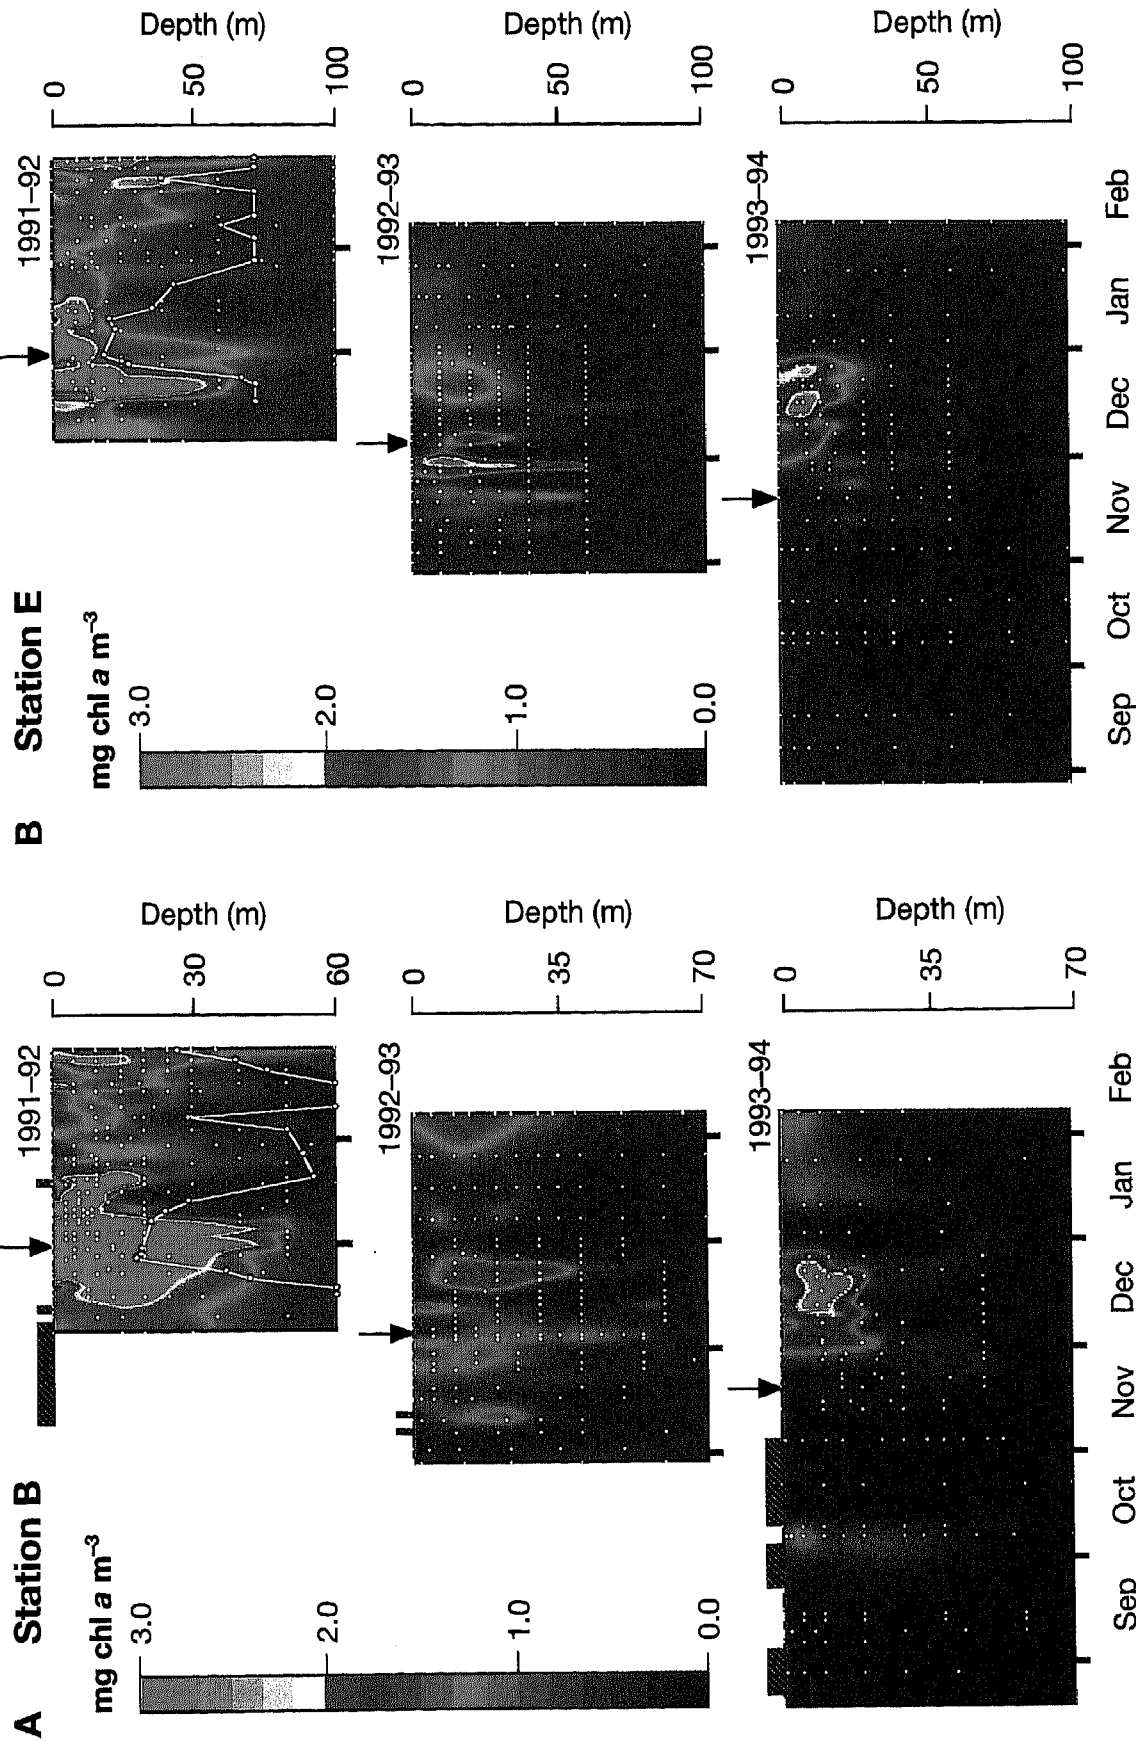 A Station B
mg chl a m⁻³
3.0
2.0
1.0
0.0
1991–92
0
30
60
Depth (m)
1992–93
0
35
70
Depth (m)
1993–94
0
35
70
Depth (m)
Sep Oct Nov Dec Jan Feb
B Station E
mg chl a m⁻³
3.0
2.0
1.0
0.0
1991–92
0
50
100
Depth (m)
1992–93
0
50
100
Depth (m)
1993–94
0
50
100
Depth (m)
Sep Oct Nov Dec Jan Feb